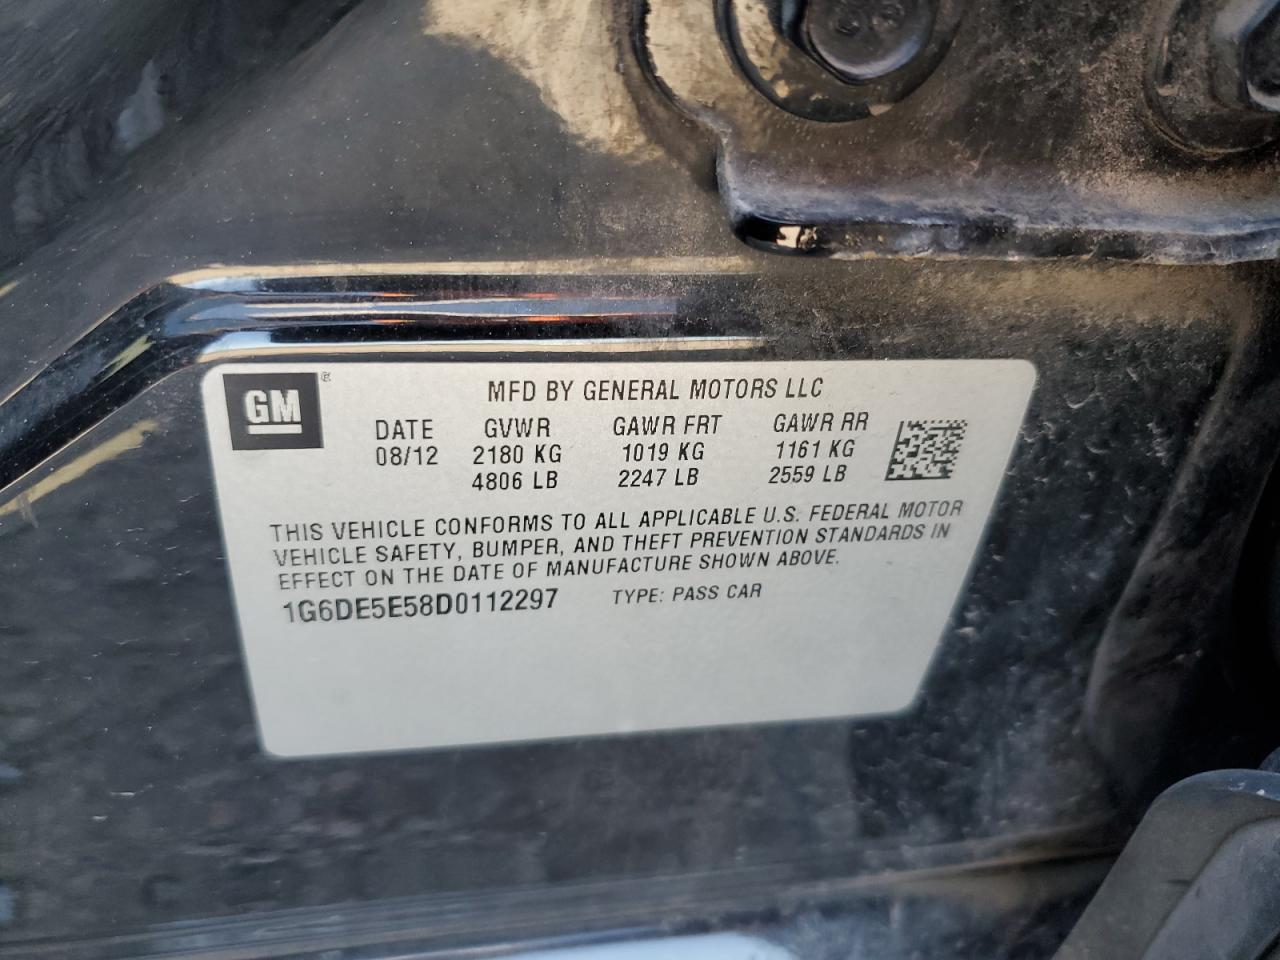 GM
MFD BY GENERAL MOTORS LLC
DATE GVWR GAWR FRT GAWR RR
08/12 2180 KG 1019 KG 1161 KG
4806 LB 2247 LB 2559 LB
THIS VEHICLE CONFORMS TO ALL APPLICABLE U.S. FEDERAL MOTOR
VEHICLE SAFETY, BUMPER, AND THEFT PREVENTION STANDARDS IN
EFFECT ON THE DATE OF MANUFACTURE SHOWN ABOVE.
1G6DE5E58D0112297 TYPE: PASS CAR